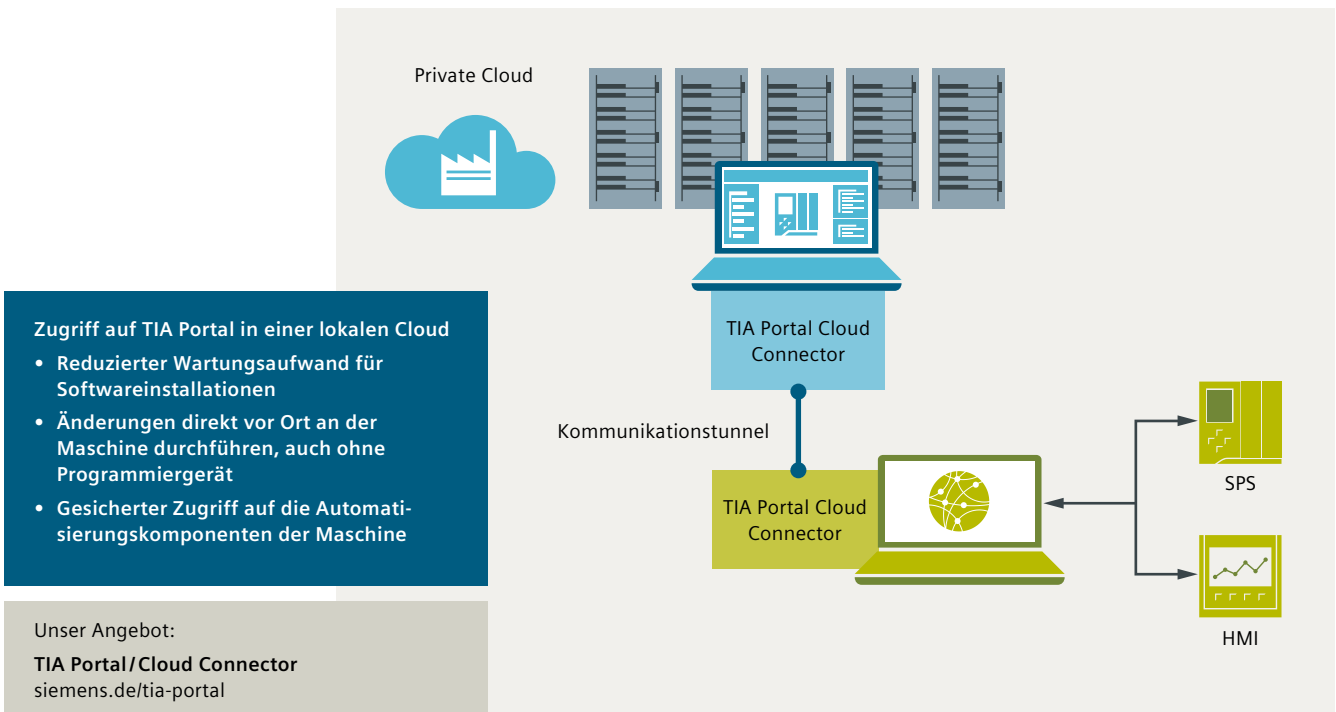 Private Cloud
TIA Portal Cloud
Connector
Kommunikationstunnel
TIA Portal Cloud
Connector
SPS
HMI
Zugriff auf TIA Portal in einer lokalen Cloud
• Reduzierter Wartungsaufwand für
Softwareinstallationen
• Änderungen direkt vor Ort an der
Maschine durchführen, auch ohne
Programmiergerät
• Gesicherter Zugriff auf die Automati-
sierungskomponenten der Maschine
Unser Angebot:
TIA Portal/Cloud Connector
siemens.de/tia-portal